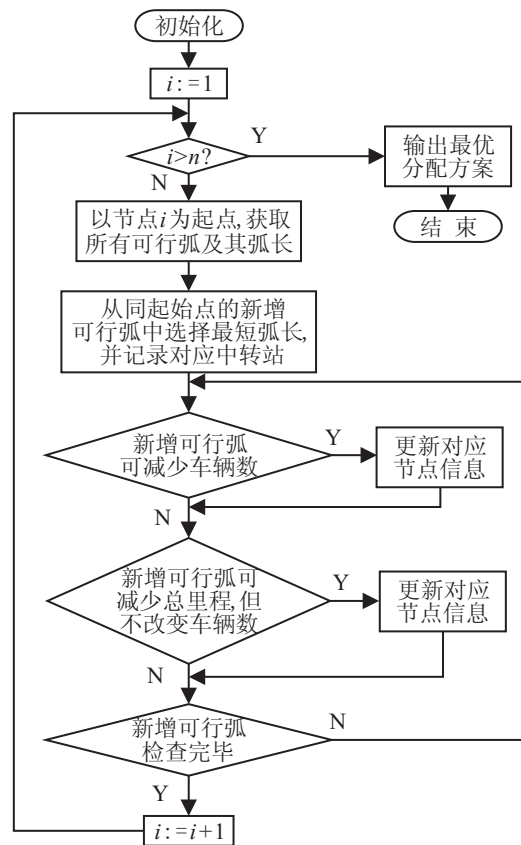 初始化
i:=1
i>n?
Y
N
输出最优
分配方案
结 束
以节点i为起点,获取
所有可行弧及其弧长
从同起始点的新增
可行弧中选择最短弧长,
并记录对应中转站
新增可行弧
可减少车辆数
Y
更新对应
节点信息
N
新增可行弧可
减少总里程,但
不改变车辆数
Y
更新对应
节点信息
N
新增可行弧
检查完毕
N
Y
i:=i+1